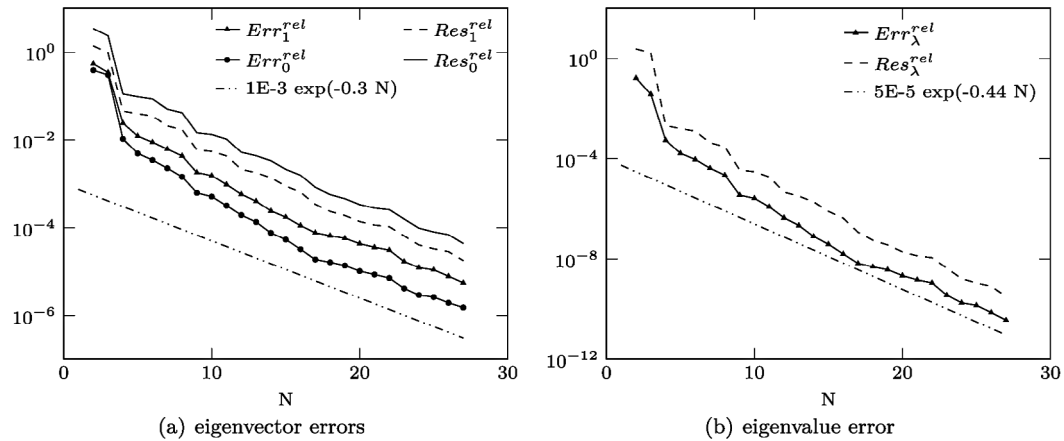 10^0
10^{-2}
10^{-4}
10^{-6}
0
10
20
30
N
Err_1^{rel}
Res_1^{rel}
Err_0^{rel}
Res_0^{rel}
1E-3 exp(-0.3 N)
(a) eigenvector errors
10^4
10^0
10^{-4}
10^{-8}
10^{-12}
0
10
20
30
N
Err_λ^{rel}
Res_λ^{rel}
5E-5 exp(-0.44 N)
(b) eigenvalue error